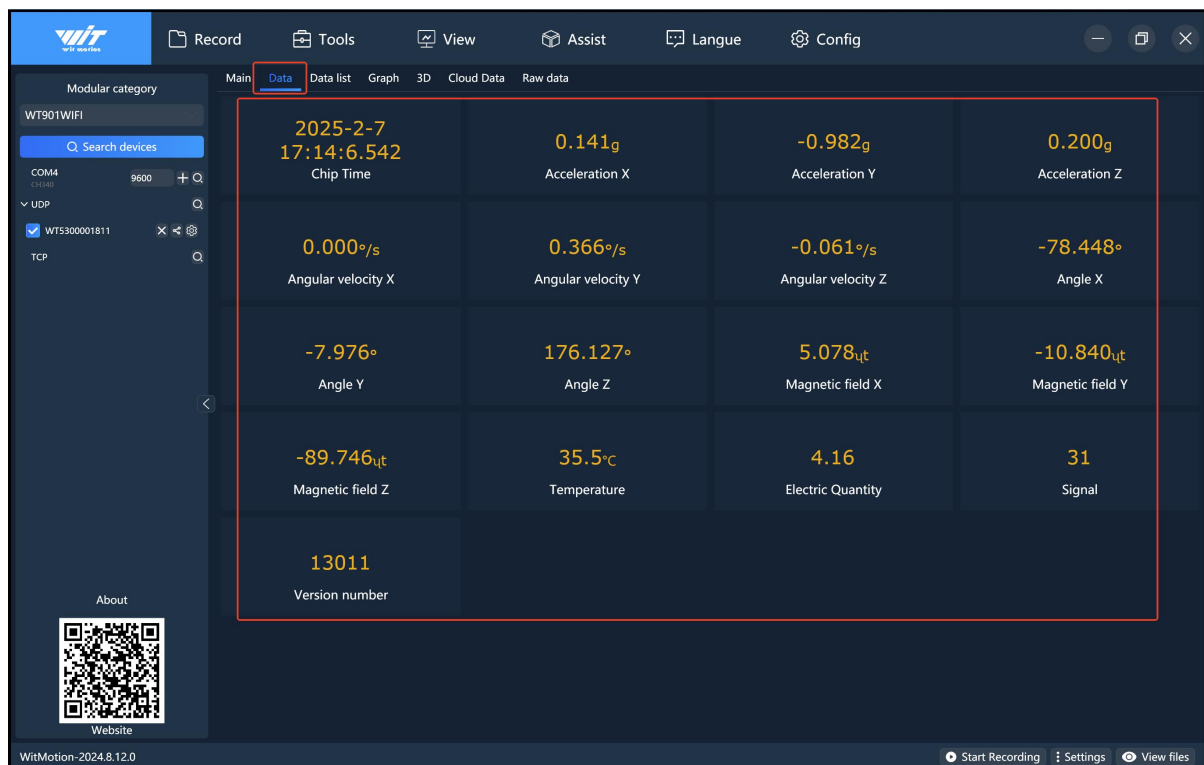 WiT
wit motion
Record
Tools
View
Assist
Langue
Config
Modular category
WT901WIFI
Search devices
COM4
CH340
9600
UDP
WT5300001811
TCP
About
Website
Main Data Data list Graph 3D Cloud Data Raw data
2025-2-7
17:14:6.542
Chip Time
0.141g
Acceleration X
-0.982g
Acceleration Y
0.200g
Acceleration Z
0.000°/s
Angular velocity X
0.366°/s
Angular velocity Y
-0.061°/s
Angular velocity Z
-78.448°
Angle X
-7.976°
Angle Y
176.127°
Angle Z
5.078ųt
Magnetic field X
-10.840ųt
Magnetic field Y
-89.746ųt
Magnetic field Z
35.5°C
Temperature
4.16
Electric Quantity
31
Signal
13011
Version number
WitMotion-2024.8.12.0
Start Recording
Settings
View files